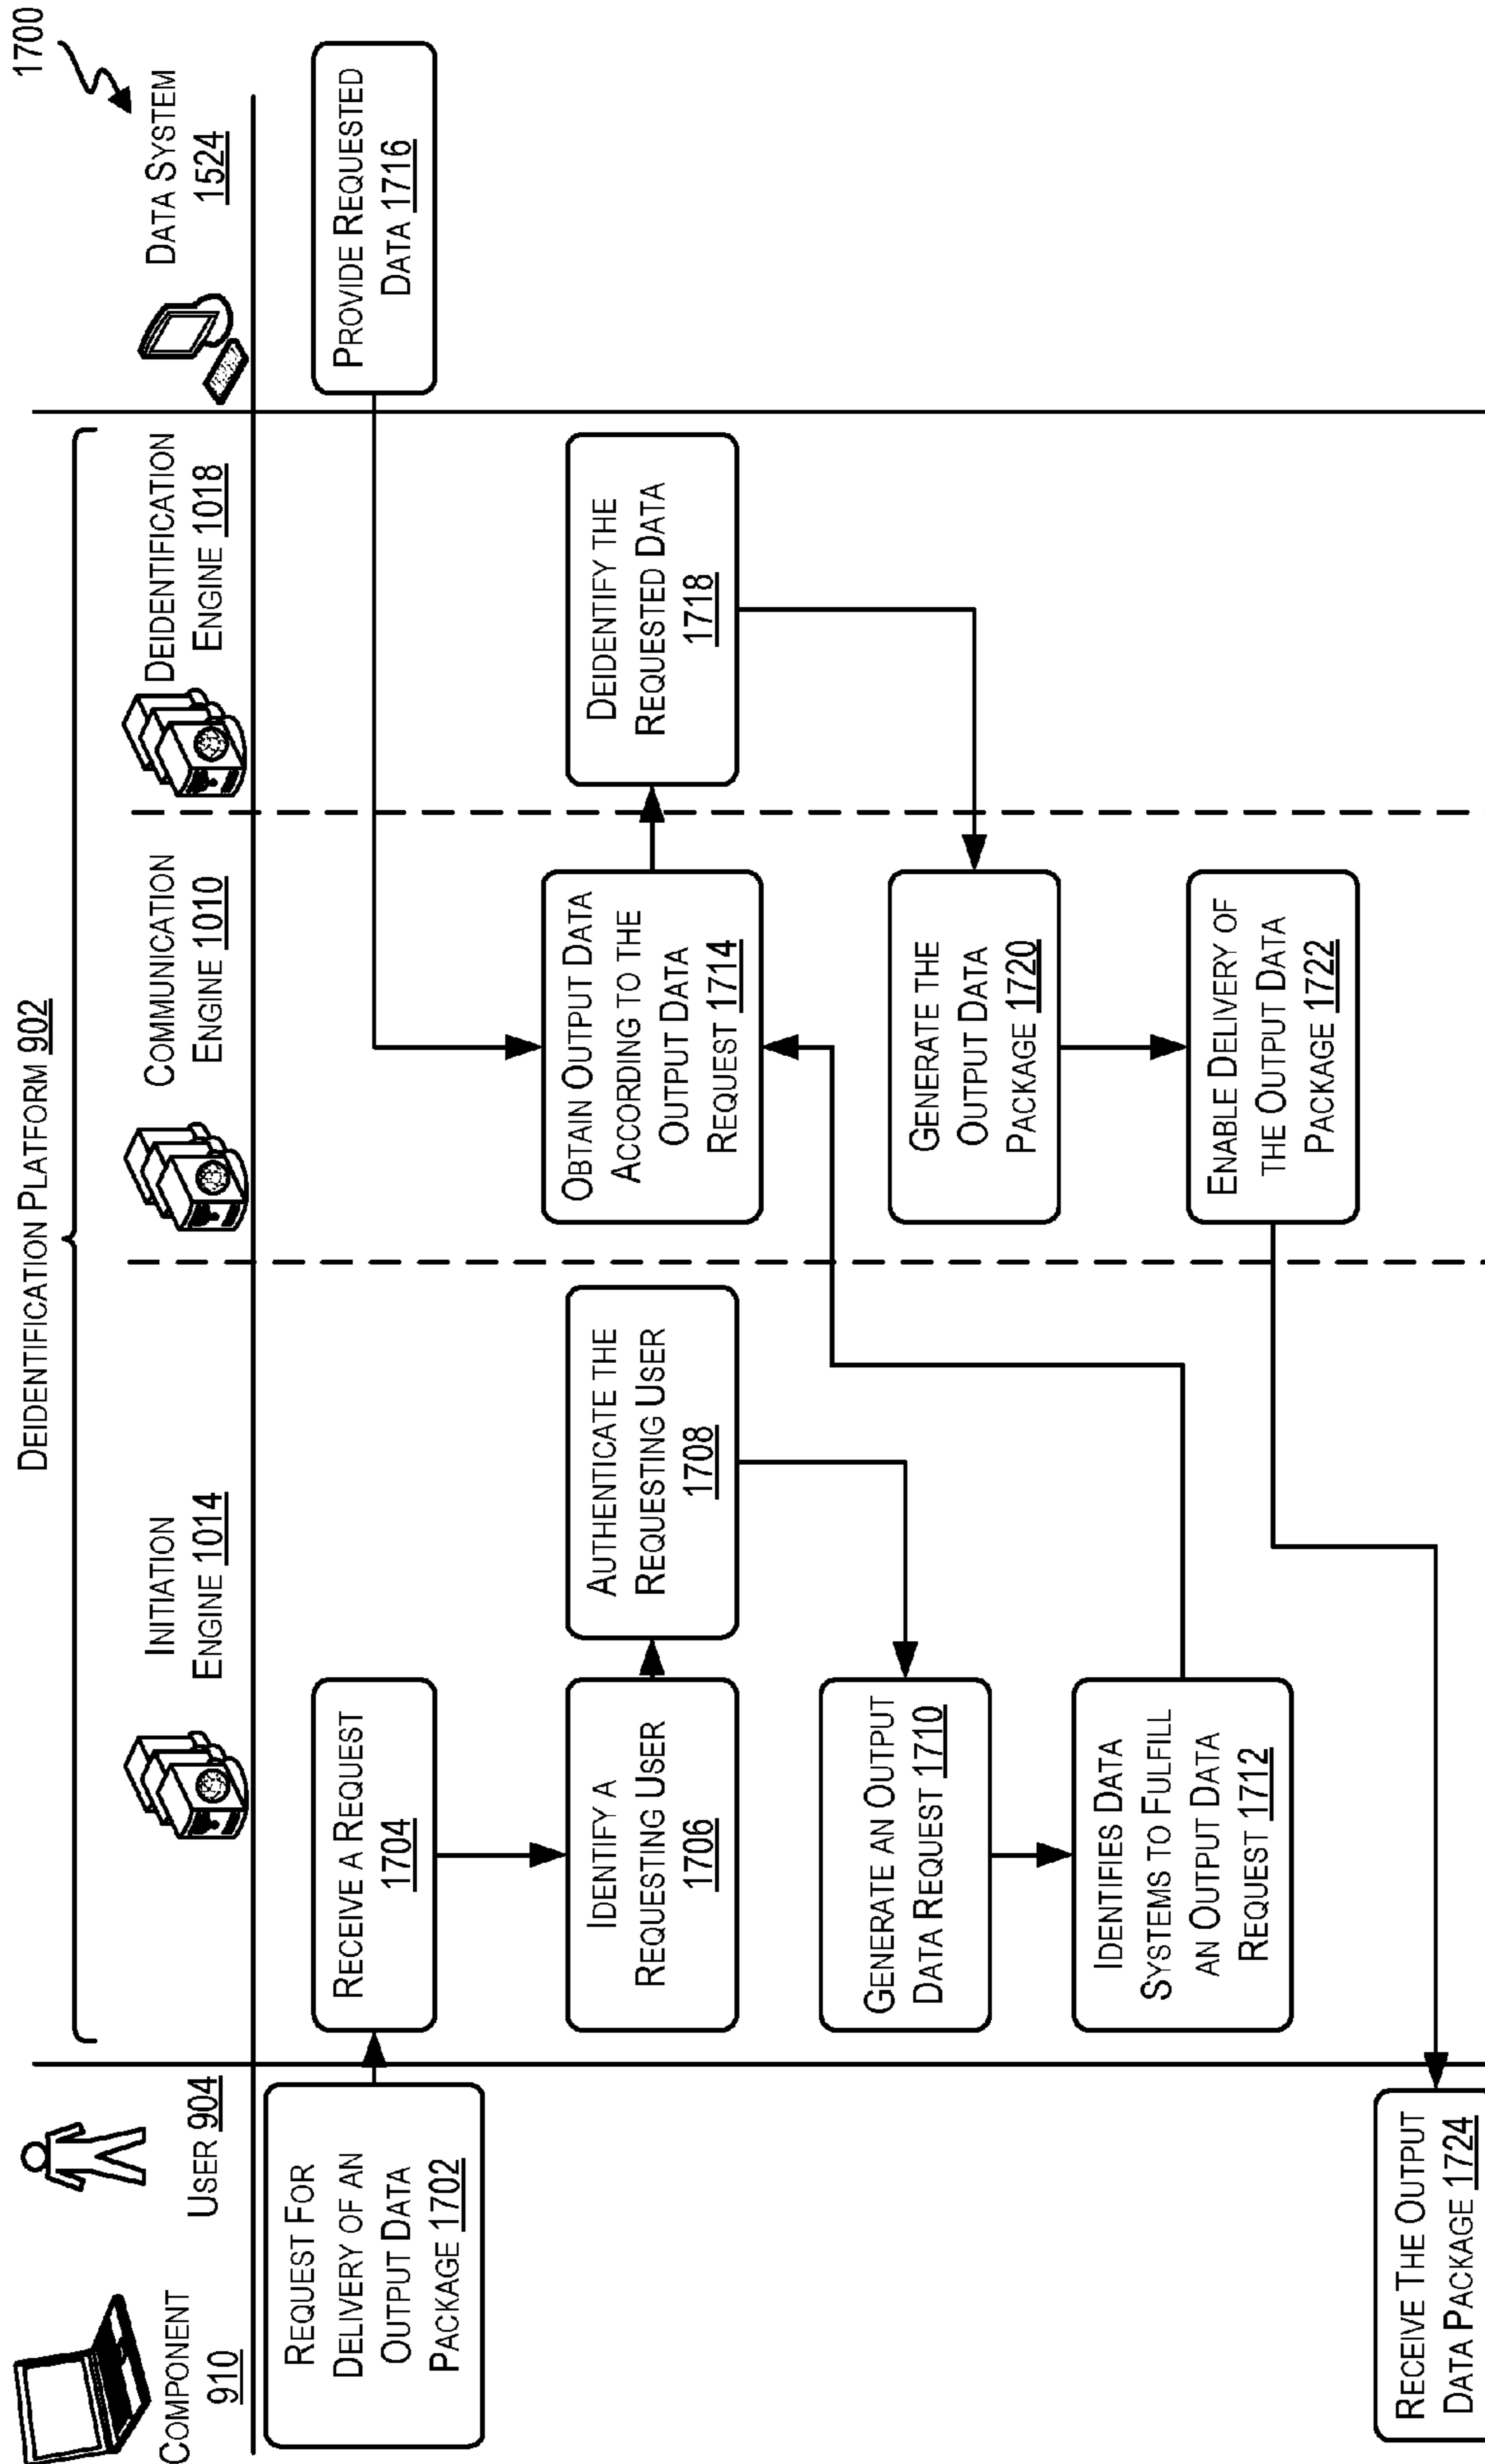 1700
DEIDENTIFICATION PLATFORM 902
COMPONENT
910
USER 904
INITIATION
ENGINE 1014
COMMUNICATION
ENGINE 1010
DEIDENTIFICATION
ENGINE 1018
DATA SYSTEM
1524
REQUEST FOR
DELIVERY OF AN
OUTPUT DATA
PACKAGE 1702
RECEIVE A REQUEST
1704
PROVIDE REQUESTED
DATA 1716
IDENTIFY A
REQUESTING USER
1706
AUTHENTICATE THE
REQUESTING USER
1708
OBTAIN OUTPUT DATA
ACCORDING TO THE
OUTPUT DATA
REQUEST 1714
DEIDENTIFY THE
REQUESTED DATA
1718
GENERATE AN OUTPUT
DATA REQUEST 1710
GENERATE THE
OUTPUT DATA
PACKAGE 1720
IDENTIFIES DATA
SYSTEMS TO FULFILL
AN OUTPUT DATA
REQUEST 1712
ENABLE DELIVERY OF
THE OUTPUT DATA
PACKAGE 1722
RECEIVE THE OUTPUT
DATA PACKAGE 1724